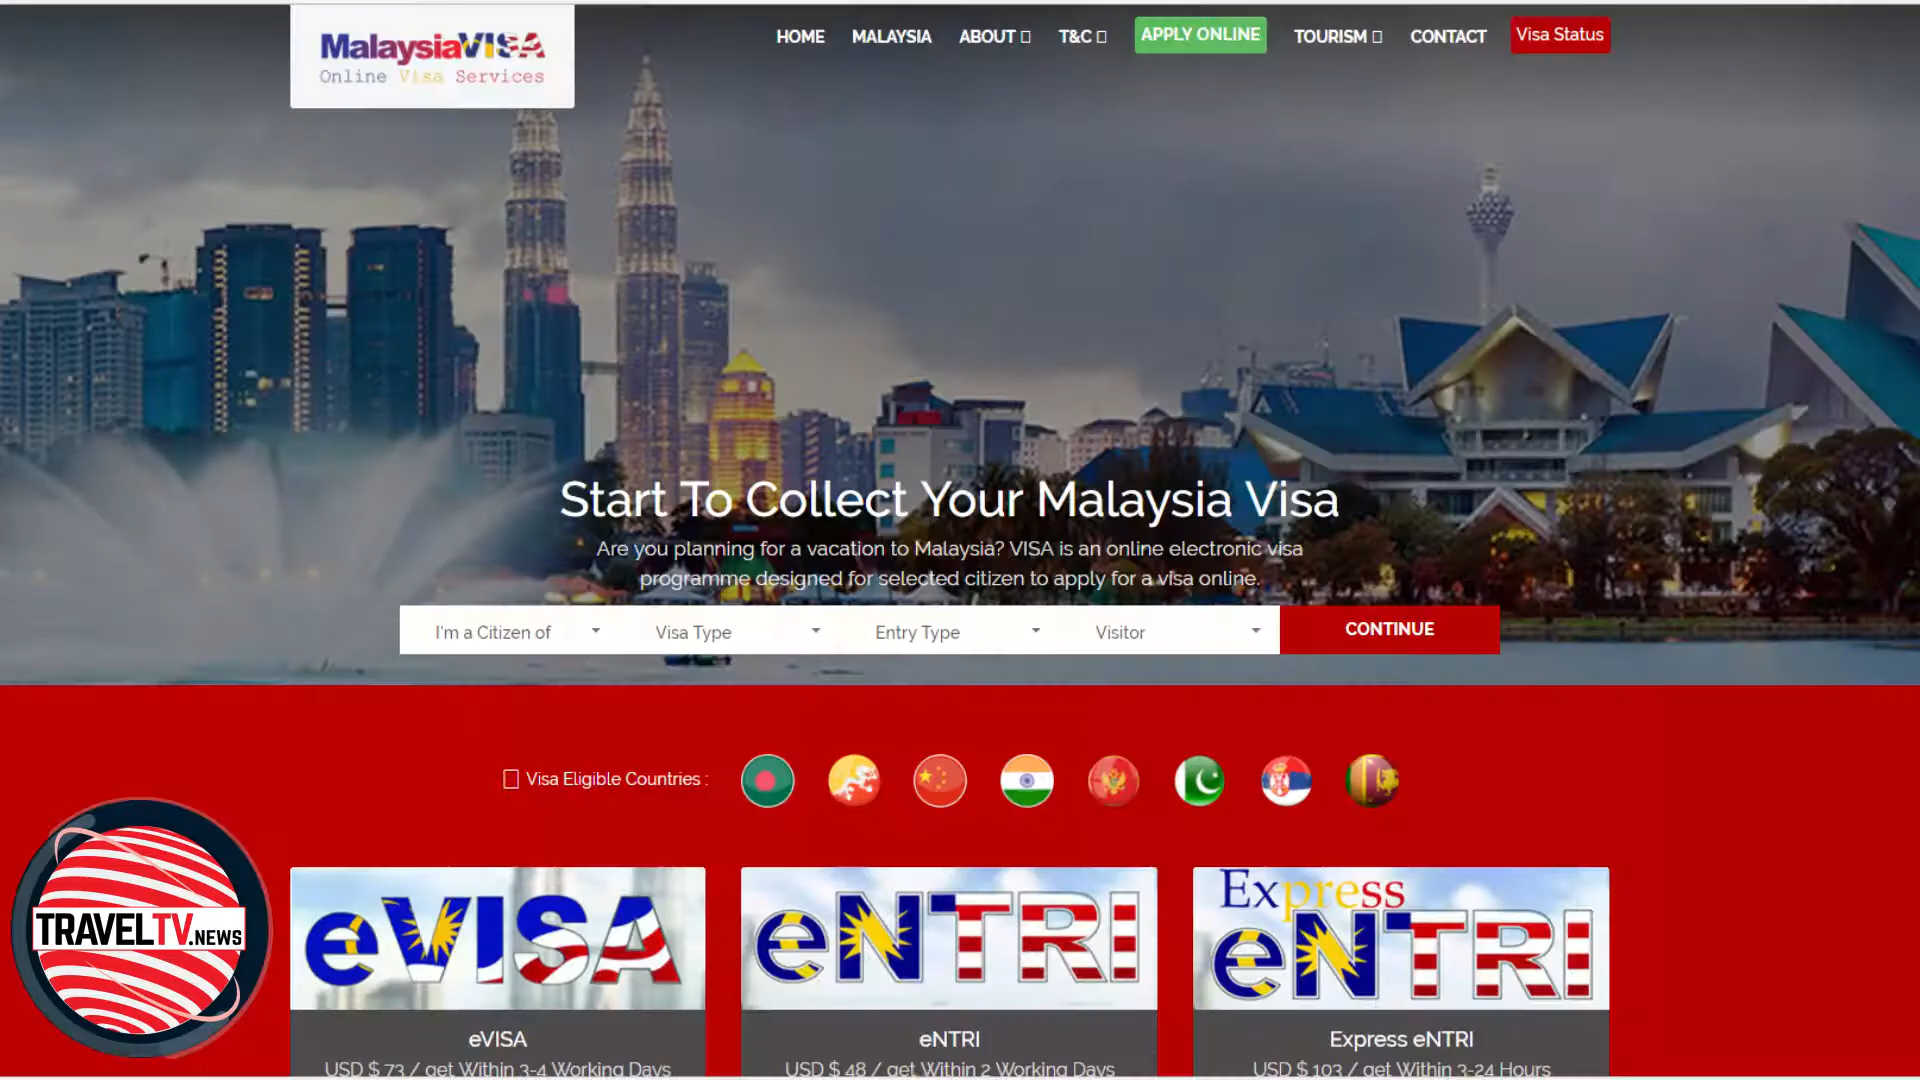 MalaysiaVISA
Online Visa Services
HOME MALAYSIA ABOUT T&C APPLY ONLINE TOURISM CONTACT Visa Status
Start To Collect Your Malaysia Visa
Are you planning for a vacation to Malaysia? VISA is an online electronic visa
programme designed for selected citizen to apply for a visa online.
I'm a Citizen of Visa Type Entry Type Visitor CONTINUE
Visa Eligible Countries :
TRAVELTV.NEWS
eVISA
eNTRI
Express
eNTRI
eVISA
USD $ 73 / get Within 3-4 Working Days
eNTRI
USD $ 48 / get Within 2 Working Days
Express eNTRI
USD $ 103 / get Within 3-24 Hours